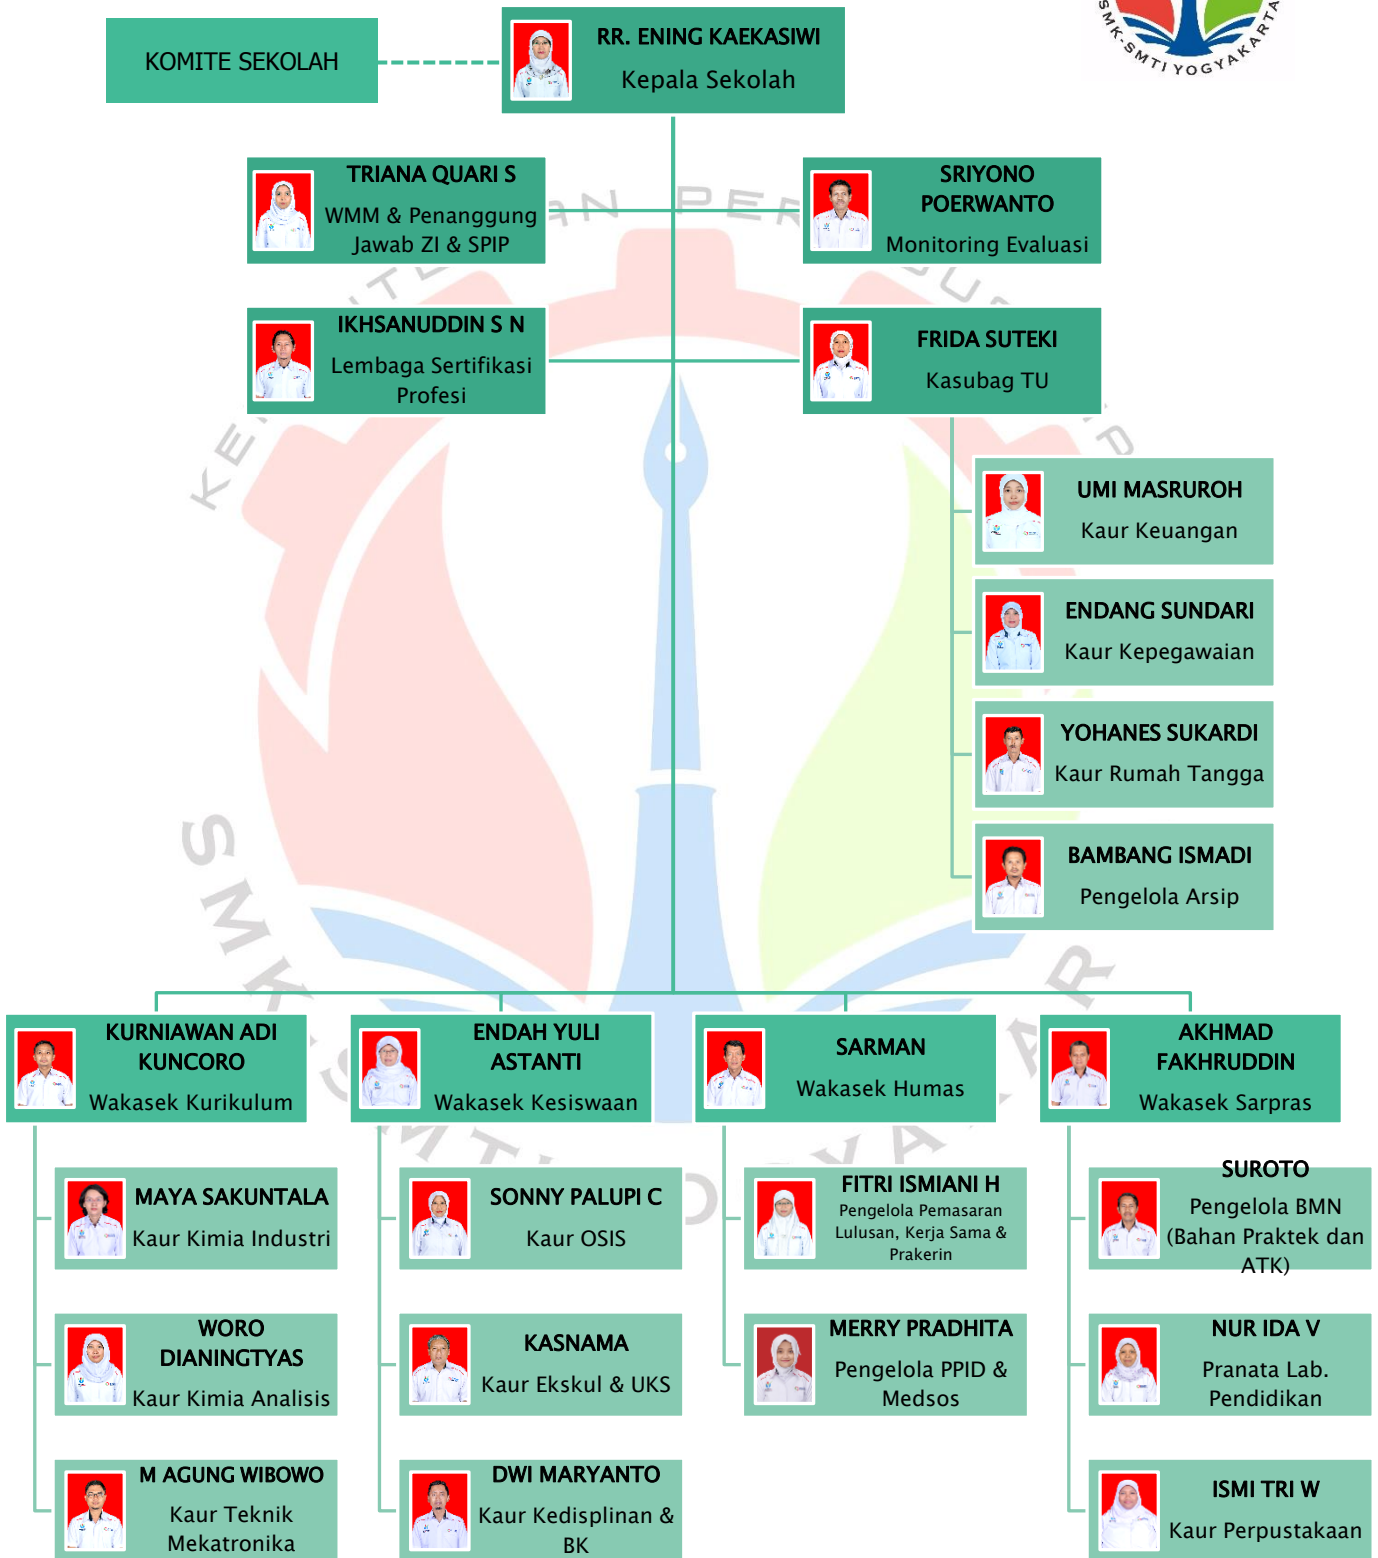 KOMITE SEKOLAH
RR. ENING KAEKASIWI
Kepala Sekolah
SMK-SMTI YOGYAKARTA
TRIANA QUARI S
WMM & Penanggung
Jawab ZI & SPIP
SRIYONO
POERWANTO
Monitoring Evaluasi
IKHSANUDDIN S N
Lembaga Sertifikasi
Profesi
FRIDA SUTEKI
Kasubag TU
UMI MASRUROH
Kaur Keuangan
ENDANG SUNDARI
Kaur Kepegawaian
YOHANES SUKARDI
Kaur Rumah Tangga
BAMBANG ISMADI
Pengelola Arsip
KURNIAWAN ADI
KUNCORO
Wakasek Kurikulum
ENDAH YULI
ASTANTI
Wakasek Kesiswaan
SARMAN
Wakasek Humas
AKHMAD
FAKHRUDDIN
Wakasek Sarpras
MAYA SAKUNTALA
Kaur Kimia Industri
WORO
DIANINGTYAS
Kaur Kimia Analisis
M AGUNG WIBOWO
Kaur Teknik
Mekatronika
SONNY PALUPI C
Kaur OSIS
KASNAMA
Kaur Ekskul & UKS
DWI MARYANTO
Kaur Kedisplinan &
BK
FITRI ISMIANI H
Pengelola Pemasaran
Lulusan, Kerja Sama &
Prakerin
MERRY PRADHITA
Pengelola PPID &
Medsos
SUROTO
Pengelola BMN
(Bahan Praktek dan
ATK)
NUR IDA V
Pranata Lab.
Pendidikan
ISMI TRI W
Kaur Perpustakaan